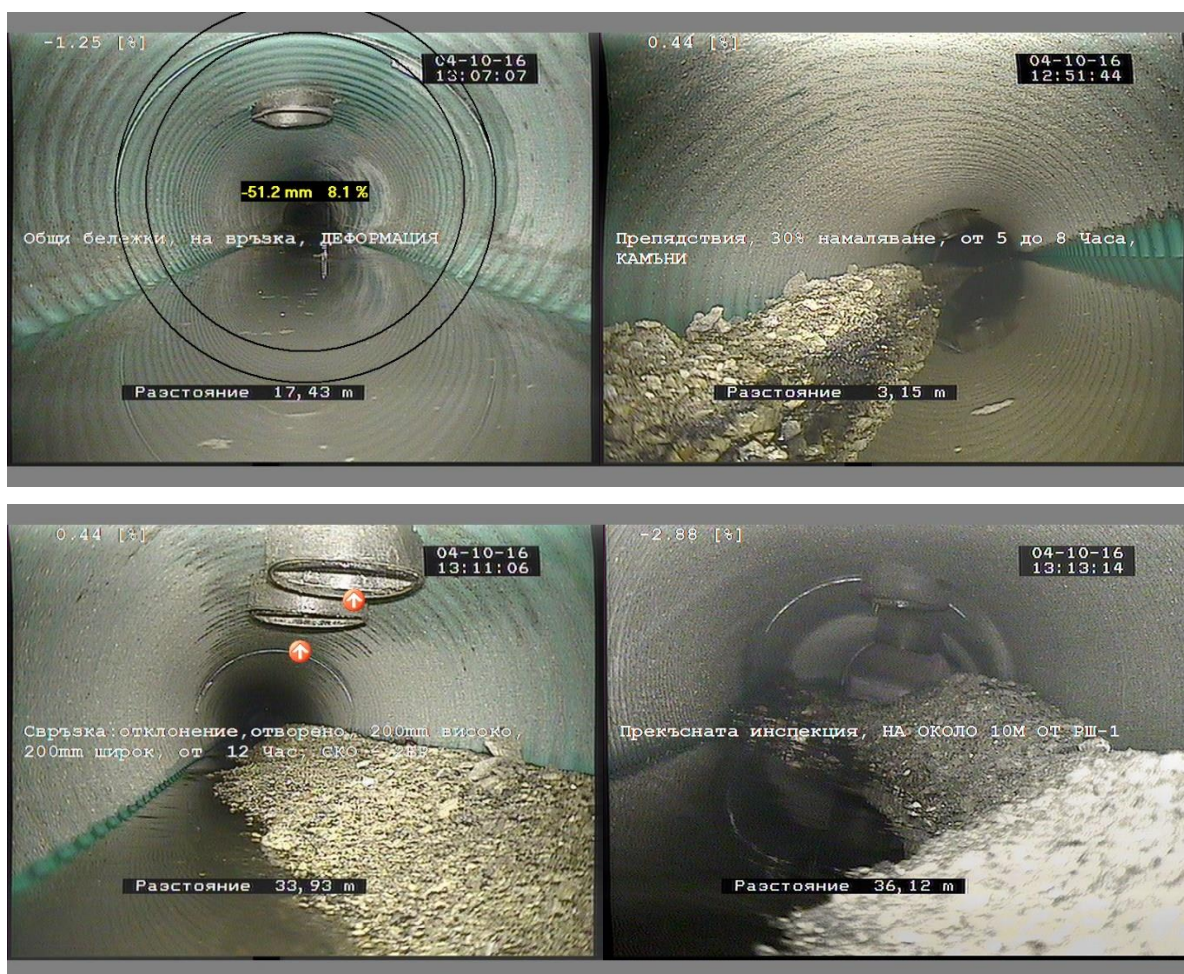 -1.25 [%]
04-10-16
13:07:07
-51.2 mm 8.1 %
Общи бележки, на връзка, ДЕФОРМАЦИЯ
Разстояние 17,43 m
0.44 [%]
04-10-16
12:51:44
Препядствия, 30% намаляване, от 5 до 8 Часа,
КАМЪНИ
Разстояние 3,15 m
0.44 [%]
04-10-16
13:11:06
Свръзка:отклонение,отворено, 200mm високо,
200mm широк, от 12 Час, СКО
Разстояние 33,93 m
-2.88 [%]
04-10-16
13:13:14
Прекъсната инспекция, НА ОКОЛО 10М ОТ РШ-1
Разстояние 36,12 m